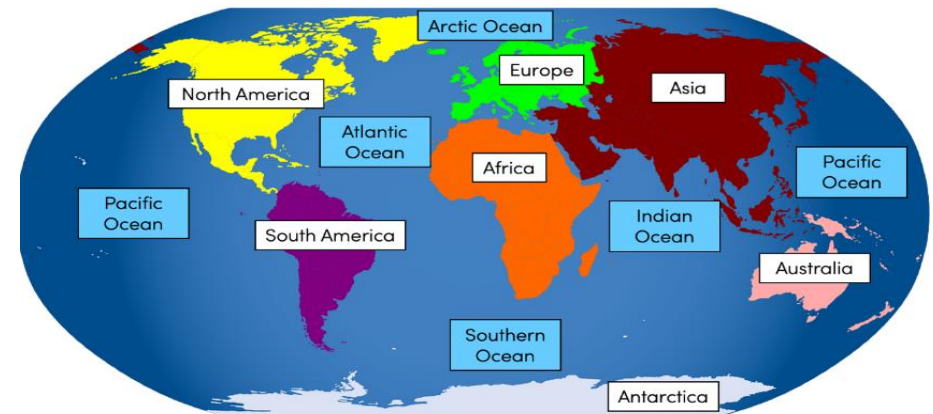 Arctic Ocean
Europe
Asia
North America
Atlantic
Ocean
Africa
Pacific
Ocean
Pacific
Ocean
Indian
Ocean
South America
Australia
Southern
Ocean
Antarctica